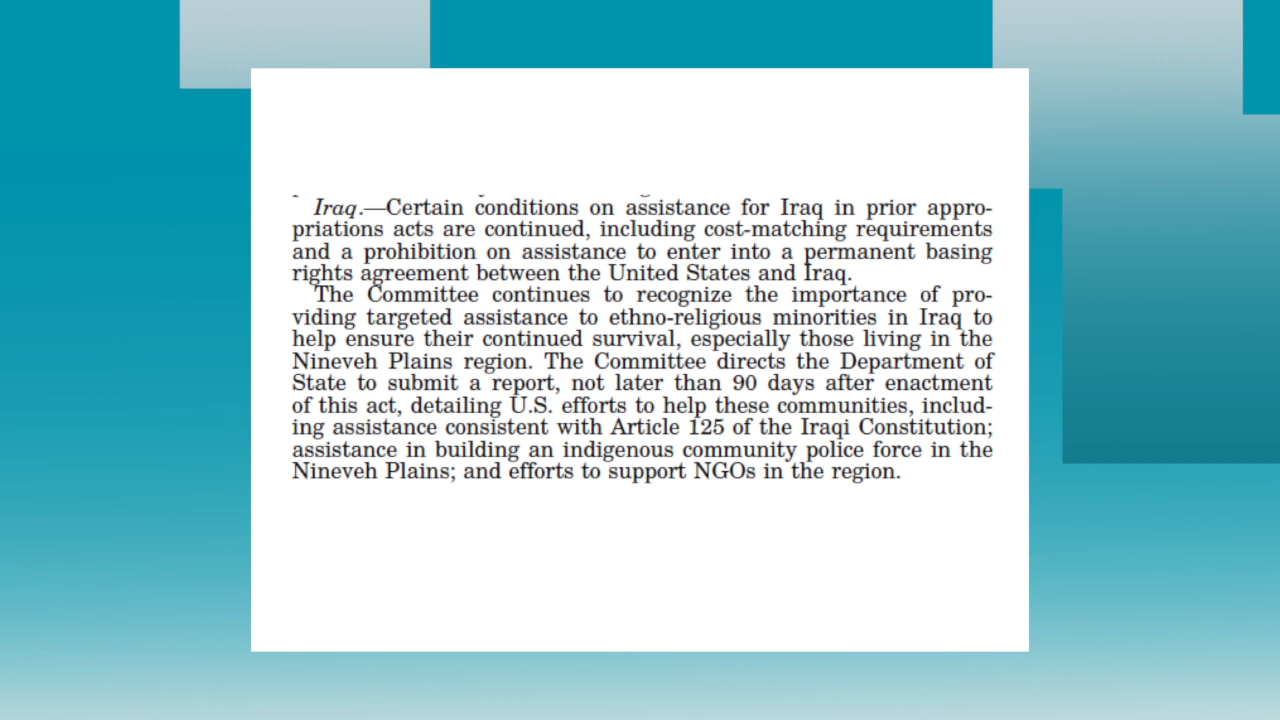 Iraq.—Certain conditions on assistance for Iraq in prior appro-
priations acts are continued, including cost-matching requirements
and a prohibition on assistance to enter into a permanent basing
rights agreement between the United States and Iraq.
The Committee continues to recognize the importance of pro-
viding targeted assistance to ethno-religious minorities in Iraq to
help ensure their continued survival, especially those living in the
Nineveh Plains region. The Committee directs the Department of
State to submit a report, not later than 90 days after enactment
of this act, detailing U.S. efforts to help these communities, includ-
ing assistance consistent with Article 125 of the Iraqi Constitution;
assistance in building an indigenous community police force in the
Nineveh Plains; and efforts to support NGOs in the region.